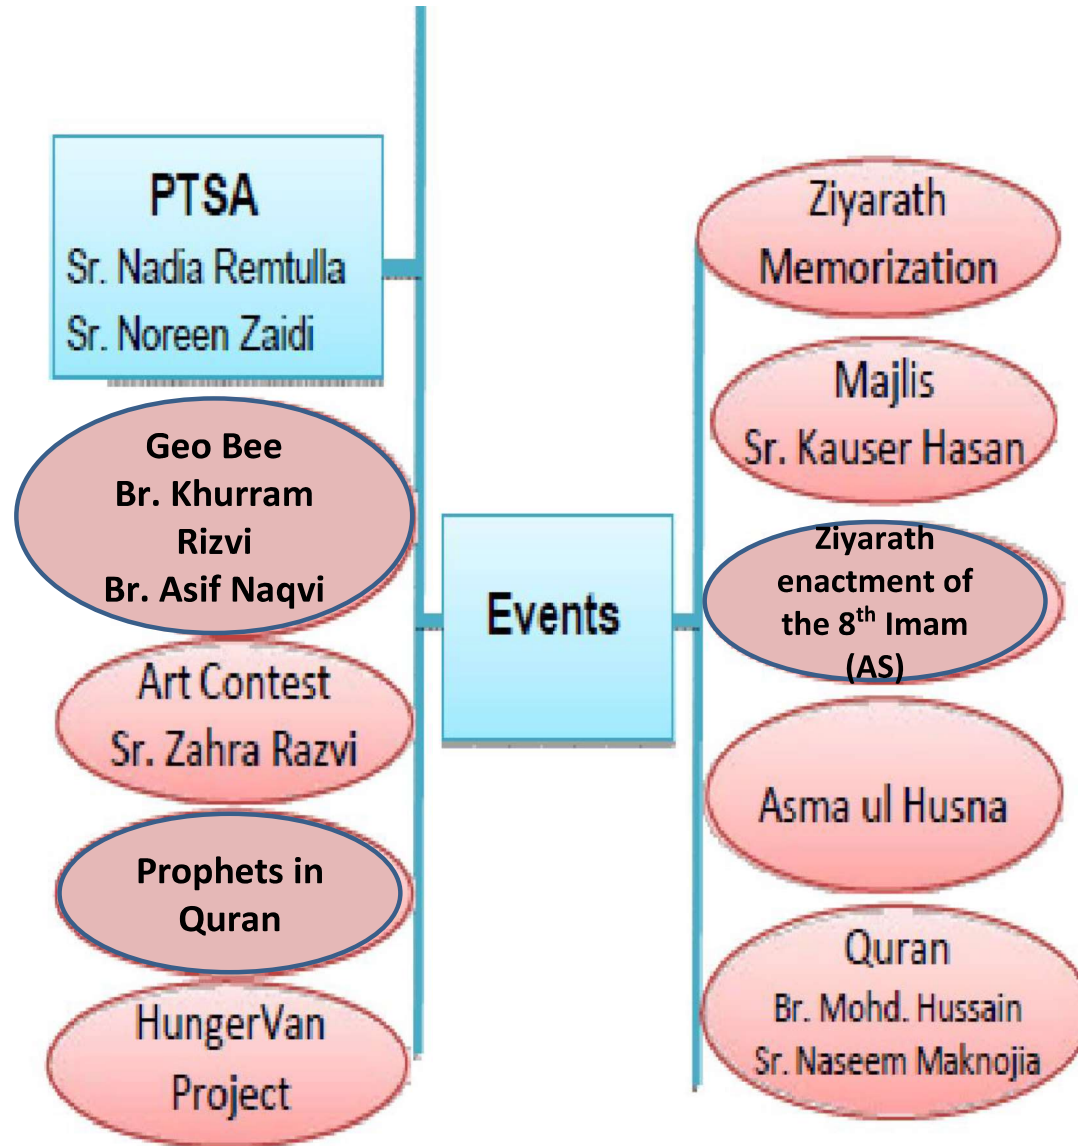 PTSA
Sr. Nadia Remtulla
Sr. Noreen Zaidi
Geo Bee
Br. Khurram
Rizvi
Br. Asif Naqvi
Art Contest
Sr. Zahra Razvi
Prophets in
Quran
HungerVan
Project
Events
Ziyarath
Memorization
Majlis
Sr. Kauser Hasan
Ziyarath
enactment of
the 8th Imam
(AS)
Asma ul Husna
Quran
Br. Mohd. Hussain
Sr. Naseem Maknojia